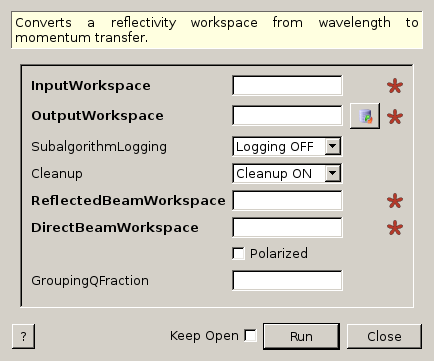 Converts a reflectivity workspace from wavelength to
momentum transfer.
InputWorkspace
OutputWorkspace
SubalgorithmLogging Logging OFF
Cleanup Cleanup ON
ReflectedBeamWorkspace
DirectBeamWorkspace
Polarized
GroupingQFraction
? Keep Open Run Close